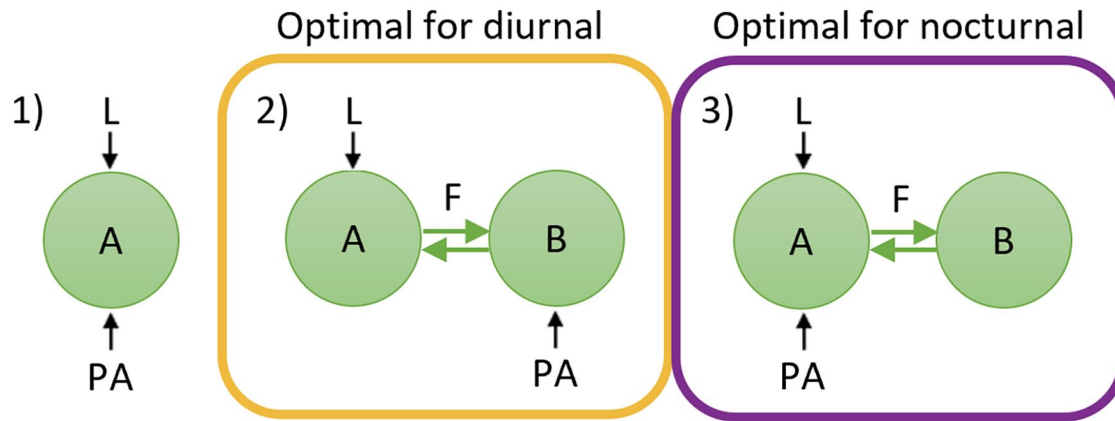 Optimal for diurnal
Optimal for nocturnal
1)
L
A
PA
2)
L
A
F
B
PA
3)
L
A
F
B
PA